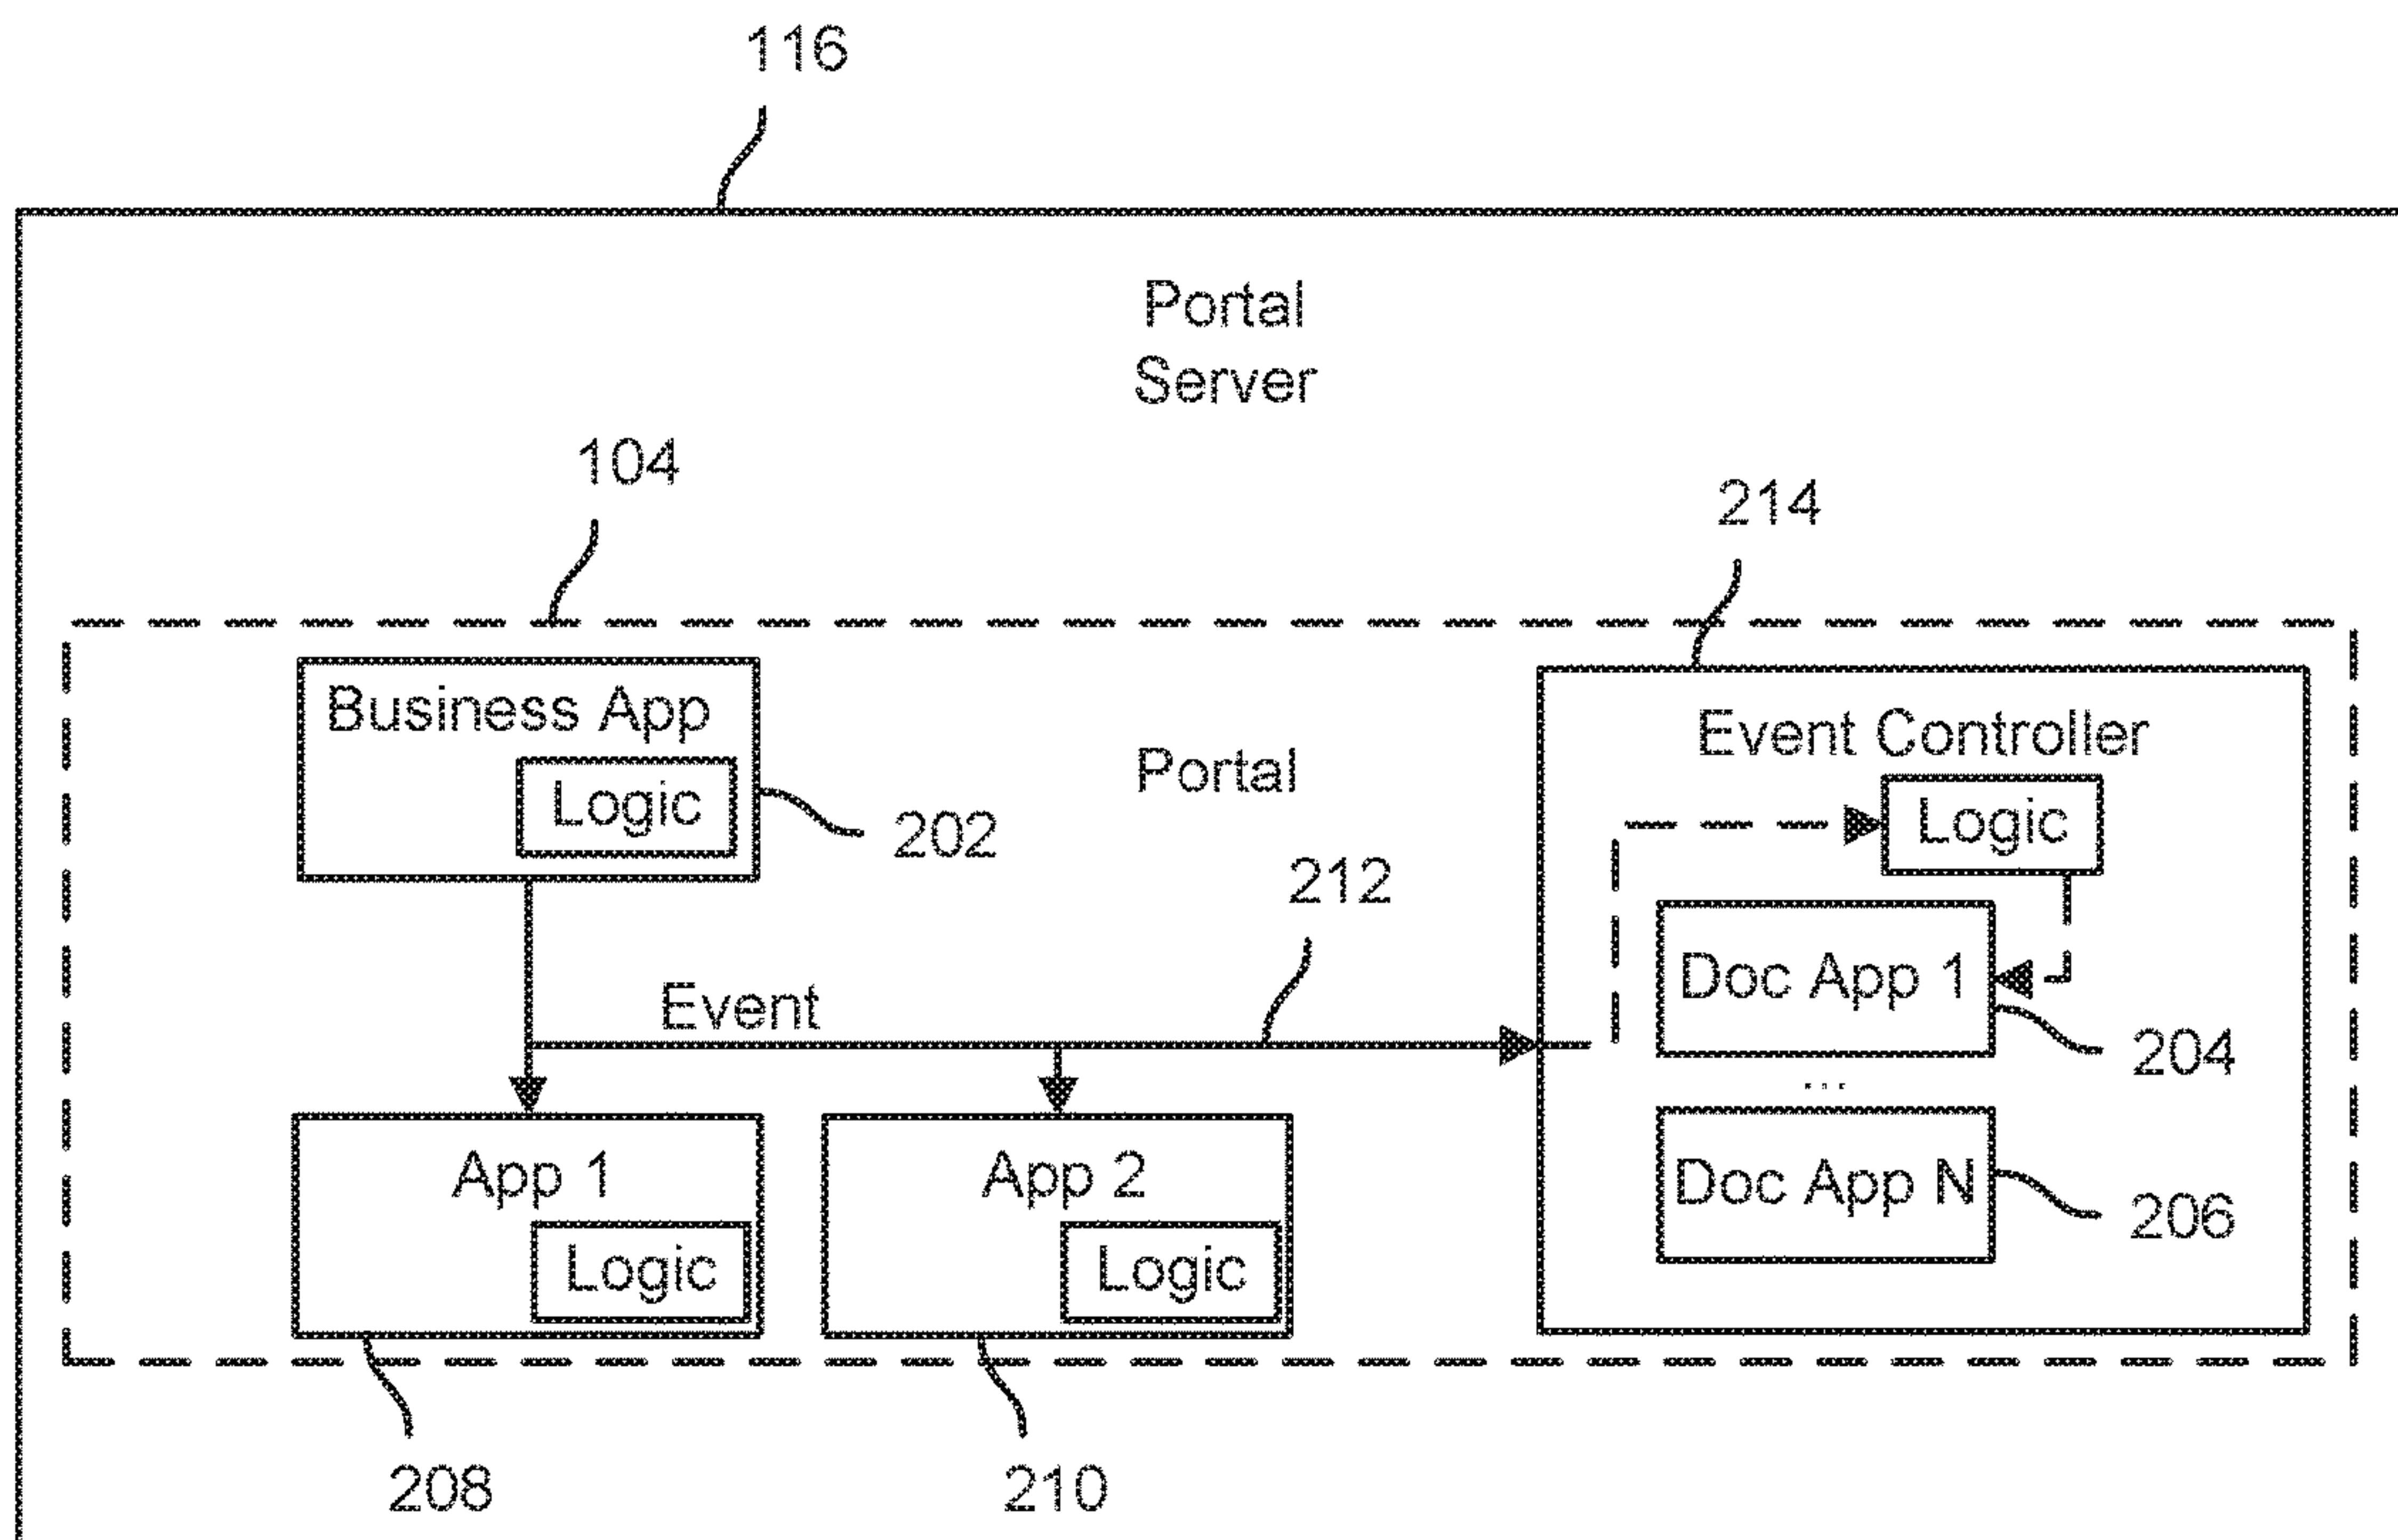 116
Portal
Server
104
214
Business App
Logic
202
Portal
Event Controller
Logic
212
Event
Doc App 1
204
...
Doc App N
206
App 1
Logic
App 2
Logic
208
210